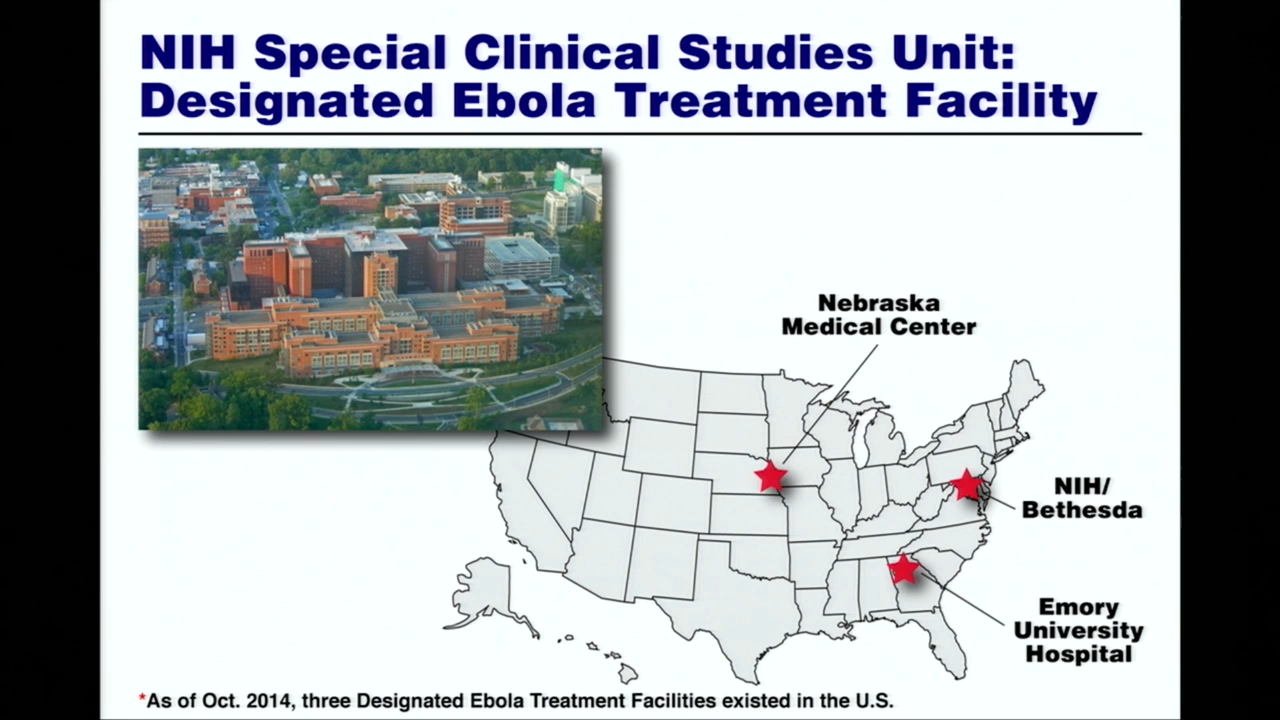 NIH Special Clinical Studies Unit:
Designated Ebola Treatment Facility
Nebraska
Medical Center
NIH/
Bethesda
Emory
University
Hospital
*As of Oct. 2014, three Designated Ebola Treatment Facilities existed in the U.S.